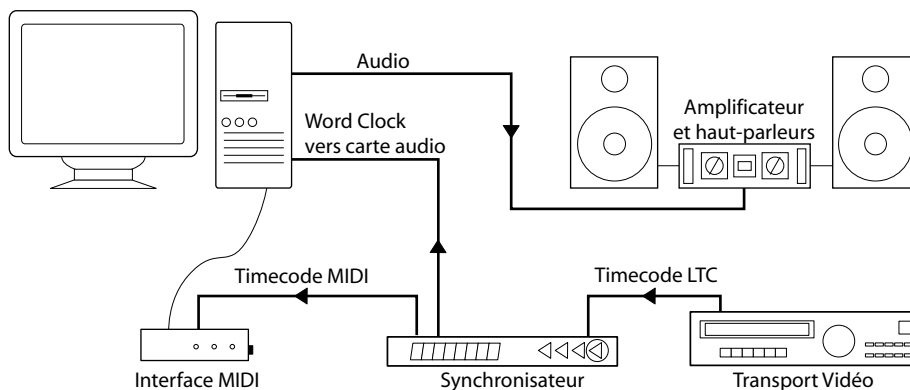 Audio
Word Clock
vers carte audio
Amplificateur
et haut-parleurs
Timecode MIDI
Timecode LTC
Interface MIDI
Synchronisateur
Transport Vidéo